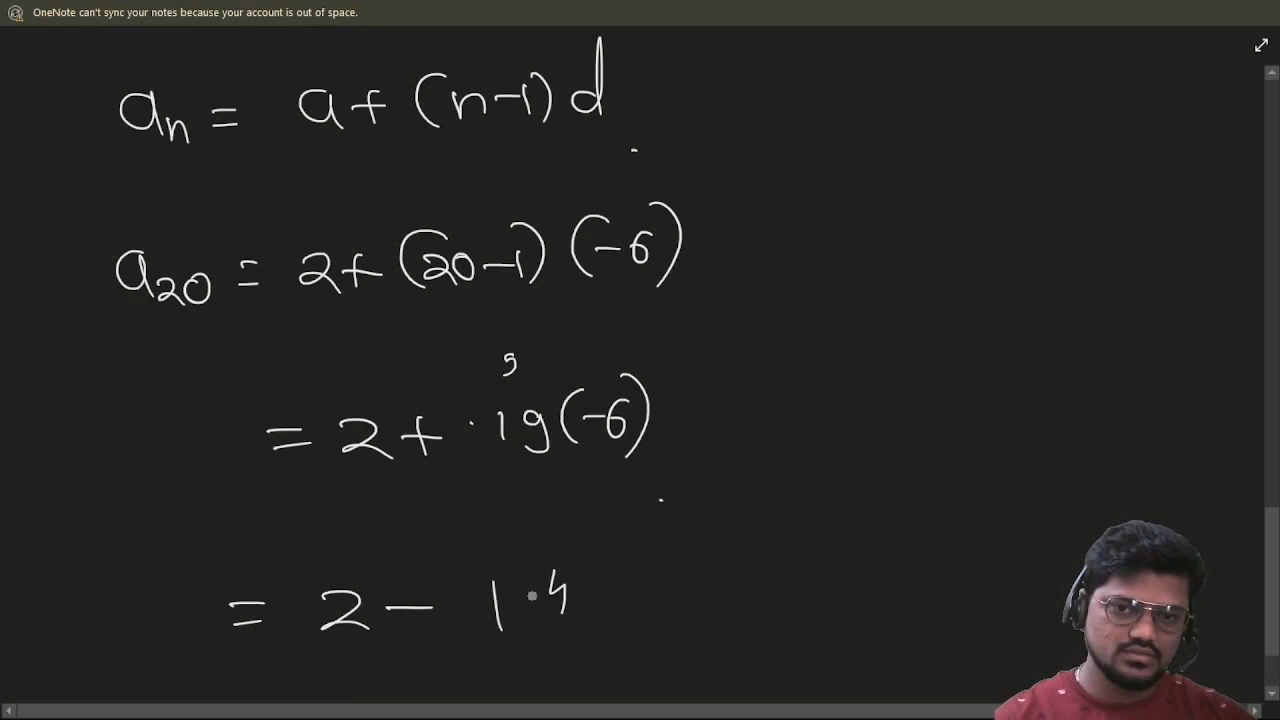 OneNote can't sync your notes because your account is out of space.
aₙ = a + (n-1) d
a₂₀ = 2 + (20-1) (-6)
5
= 2 + 19 (-6)
= 2 - 1 4